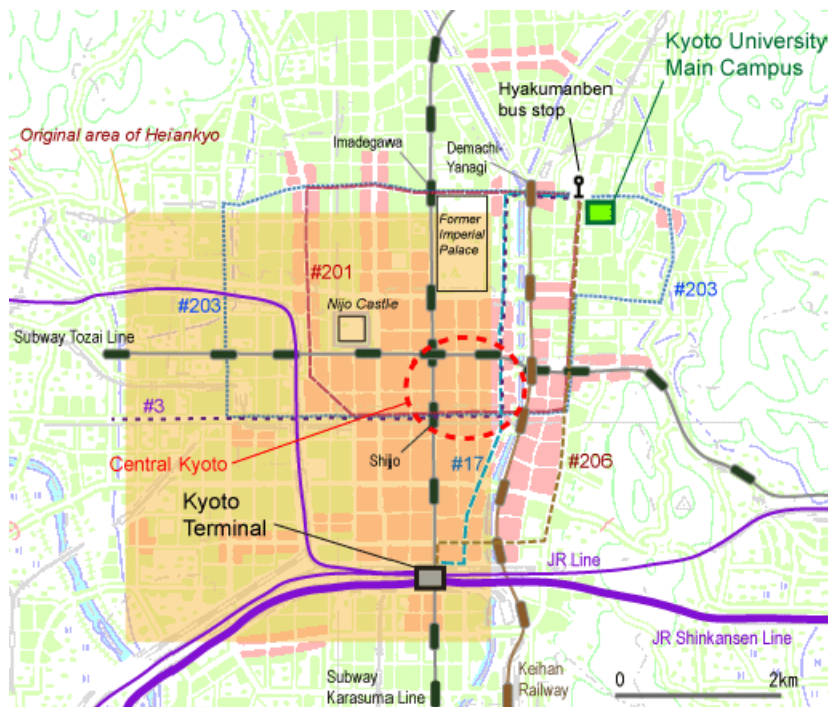 Kyoto University
Main Campus
Hyakumanben
bus stop
Original area of Heiankyo
Imadegawa
Demachi-
Yanagi
Former
Imperial
Palace
#201
#203
Nijo Castle
#203
Subway Tozai Line
#3
Central Kyoto
Shijo
#17
#206
Kyoto
Terminal
JR Line
JR Shinkansen Line
Subway
Karasuma Line
Keihan
Railway
0
2km